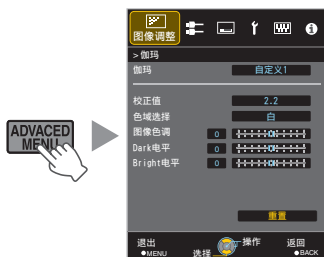 ADVACED
MENU
图像调整
>伽玛
伽玛 自定义1
校正值 2.2
色域选择 白
图像色调 0
Dark电平 0
Bright电平 0
重置
退出 操作 返回
●MENU 选择 ●BACK